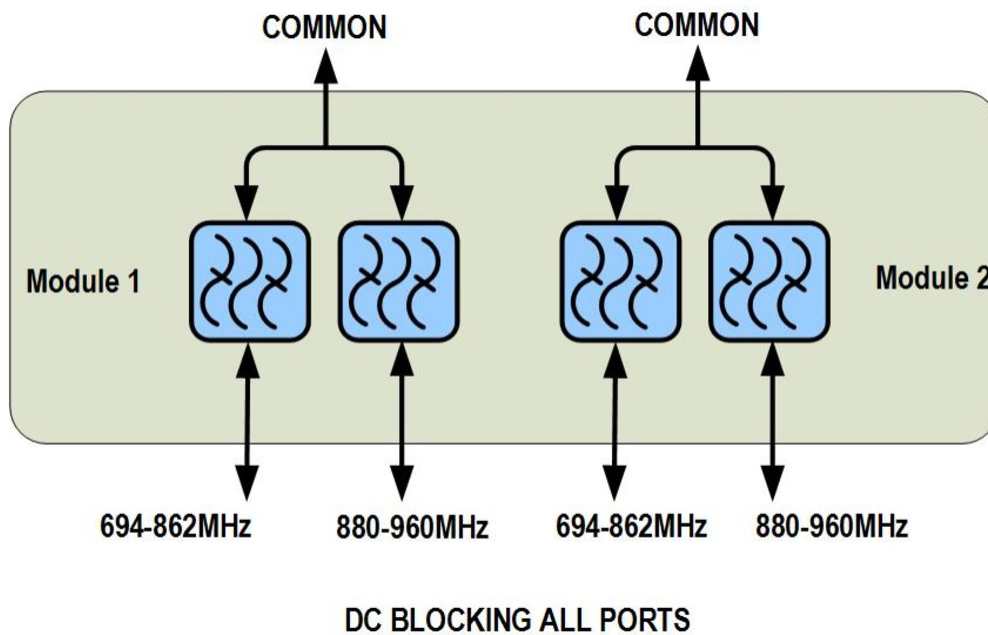 COMMON COMMON
Module 1 Module 2
694-862MHz 880-960MHz 694-862MHz 880-960MHz
DC BLOCKING ALL PORTS